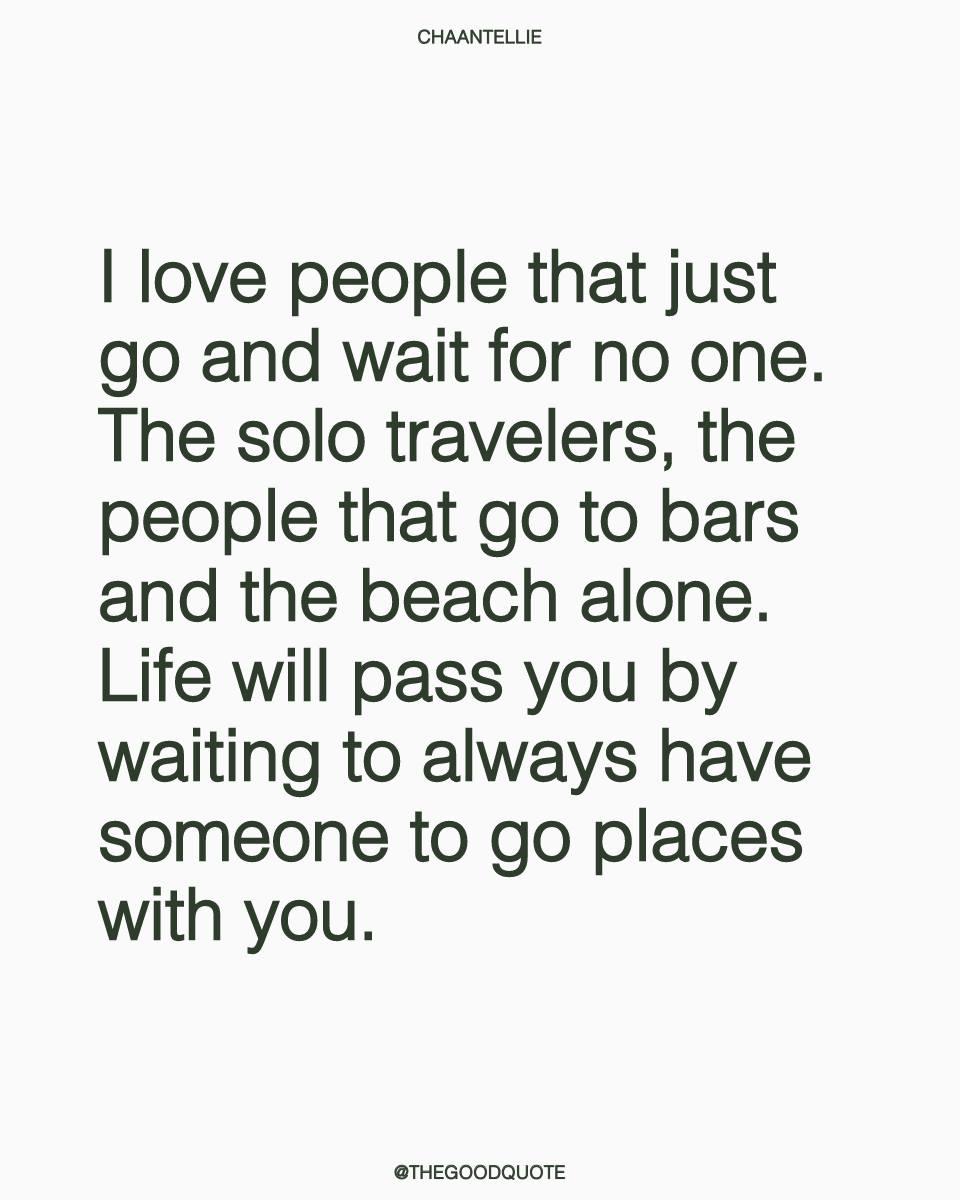 CHAANTELLIE
I love people that just
go and wait for no one.
The solo travelers, the
people that go to bars
and the beach alone.
Life will pass you by
waiting to always have
someone to go places
with you.
@THEGOODQUOTE